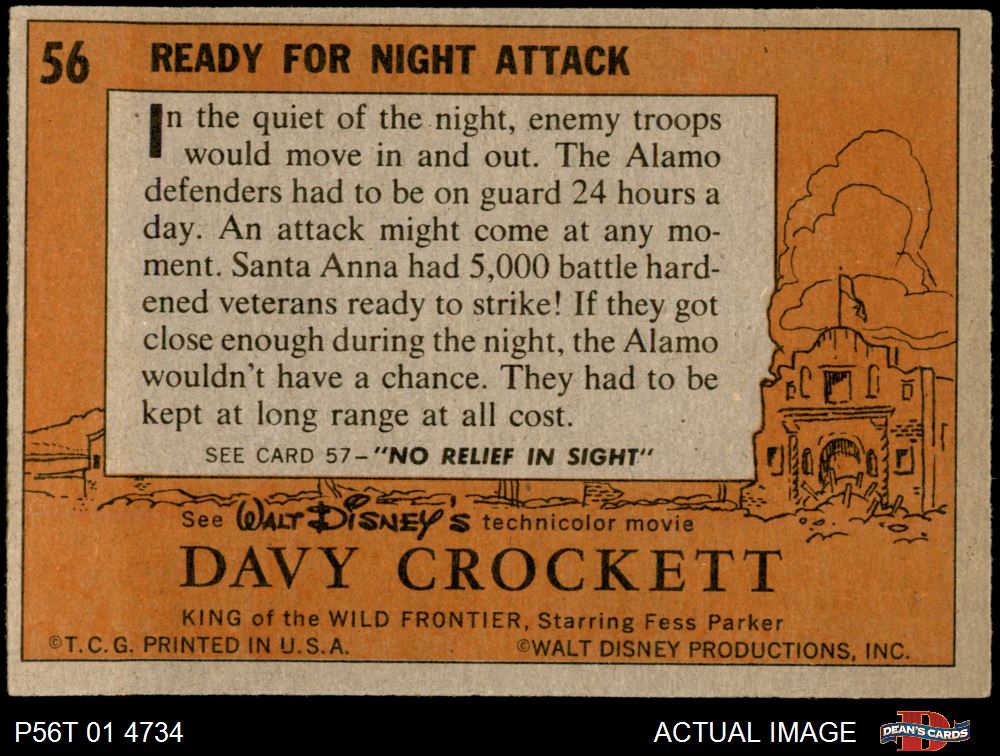 56 READY FOR NIGHT ATTACK
In the quiet of the night, enemy troops
would move in and out. The Alamo
defenders had to be on guard 24 hours a
day. An attack might come at any mo-
ment. Santa Anna had 5,000 battle hard-
ened veterans ready to strike! If they got
close enough during the night, the Alamo
wouldn't have a chance. They had to be
kept at long range at all cost.
SEE CARD 57-"NO RELIEF IN SIGHT"
See WALT DISNEY'S technicolor movie
DAVY CROCKETT
KING of the WILD FRONTIER, Starring Fess Parker
©T.C.G. PRINTED IN U.S.A. ©WALT DISNEY PRODUCTIONS, INC.
P56T 01 4734 ACTUAL IMAGE D DEAN'S CARDS